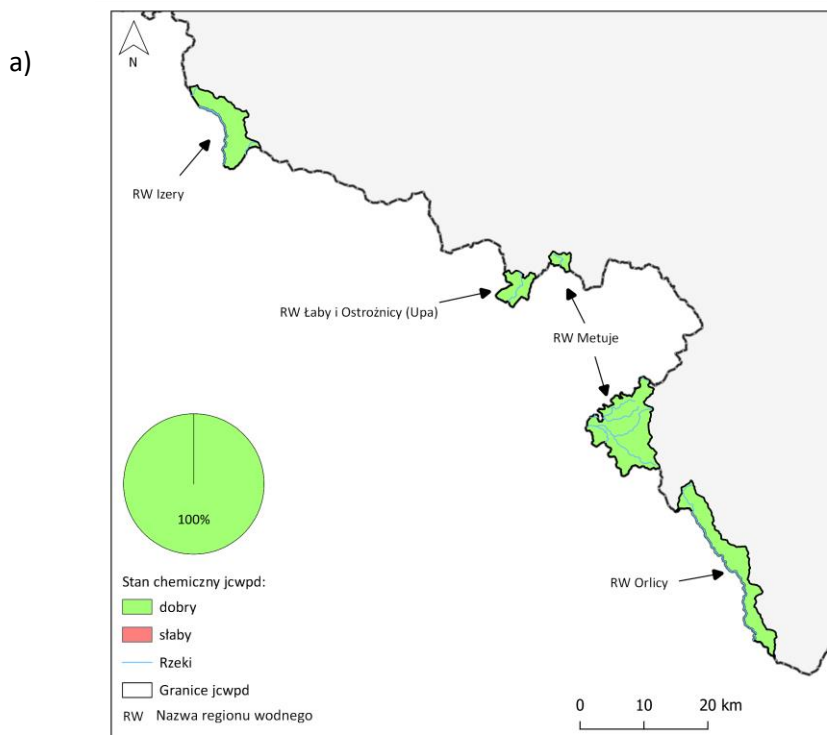 a)
N
RW Izery
RW Łaby i Ostrożnicy (Upa)
RW Metuje
100%
RW Orlicy
Stan chemiczny jcwpd:
dobry
słaby
Rzeki
Granice jcwpd
RW Nazwa regionu wodnego
0 10 20 km